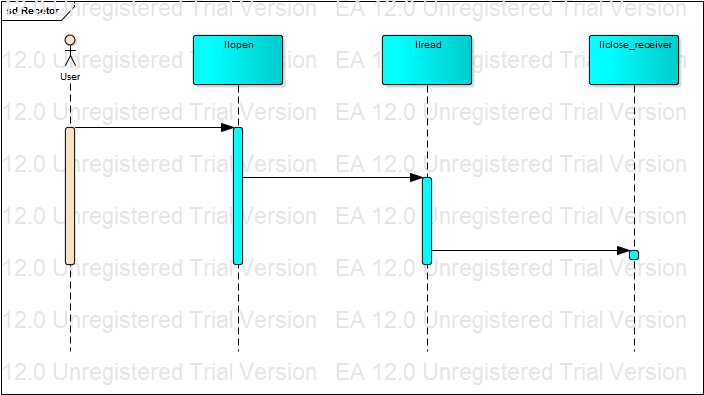 sd Recetor
llopen
llread
llclose_receiver
User
12.0 Unregistered Trial Version EA 12.0 Unregistered Trial Version
12.0 Unregistered Trial Version EA 12.0 Unregistered Trial Version
12.0 Unregistered Trial Version EA 12.0 Unregistered Trial Version
12.0 Unregistered Trial Version EA 12.0 Unregistered Trial Version
12.0 Unregistered Trial Version EA 12.0 Unregistered Trial Version
12.0 Unregistered Trial Version EA 12.0 Unregistered Trial Version
12.0 Unregistered Trial Version EA 12.0 Unregistered Trial Version
12.0 Unregistered Trial Version EA 12.0 Unregistered Trial Version